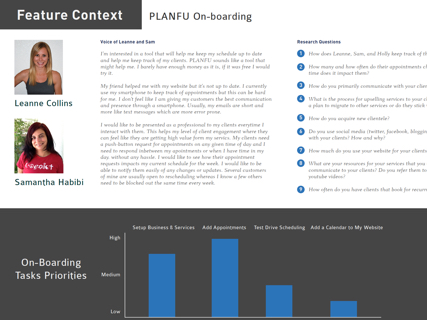 Feature Context
PLANFU On-boarding
Voice of Leanne and Sam
I'm interested in a tool that will help me keep my schedule up to date
and help me keep track of my clients. PLANFU sounds like a tool that
might help me. I barely have enough money as it is, if it was free I would
try it.
My friend helped me with my website but it's not up to date. I currently
use my smartphone to keep track of appointments but this can be hard
for me. I don't feel like I am giving my customers the best communication
and presence through a smartphone. Usually, my emails are short and
more like text messages which are more error prone.
I would like to be presented as a professional to my clients everytime I
interact with them. This helps my level of client engagement where they
can feel like they are getting high value form my service. My clients need
a push button request for appointments on any given time of day and I
need to respond inbetween my apointments or when I have time in my
day, without any hassle. I would like to see how their appointment
requests impacts my current schedule for the week. I would like to be
able to notify them easily of any changes or updates. Several customers
of mine are usually open to rescheduling whereas I know a few others
need to be blocked out the same time every week.
Research Questions
1 How does Leanne, Sam, and Holly keep track of th
2 How many and how often do their appointments c
time does it impact them?
3 How do you primarily communicate with your clien
4 What is the process for upselling services to your cl
a plan to migrate to other services or do they stick
5 How do you acquire new clientele?
6 Do you use social media (twitter, facebook, bloggin
with your clients? How and why?
7 How much do you use your website for your clients
8 What are your resources for your services that you
communicate to your clients? Do you refer them to
youtube videos?
9 How often do you have clients that book for recurri
Leanne Collins
Samantha Habibi
On-Boarding
Tasks Priorities
Setup Business & Services Add Appointments Test Drive Scheduling Add a Calendar to My Website
High
Medium
Low